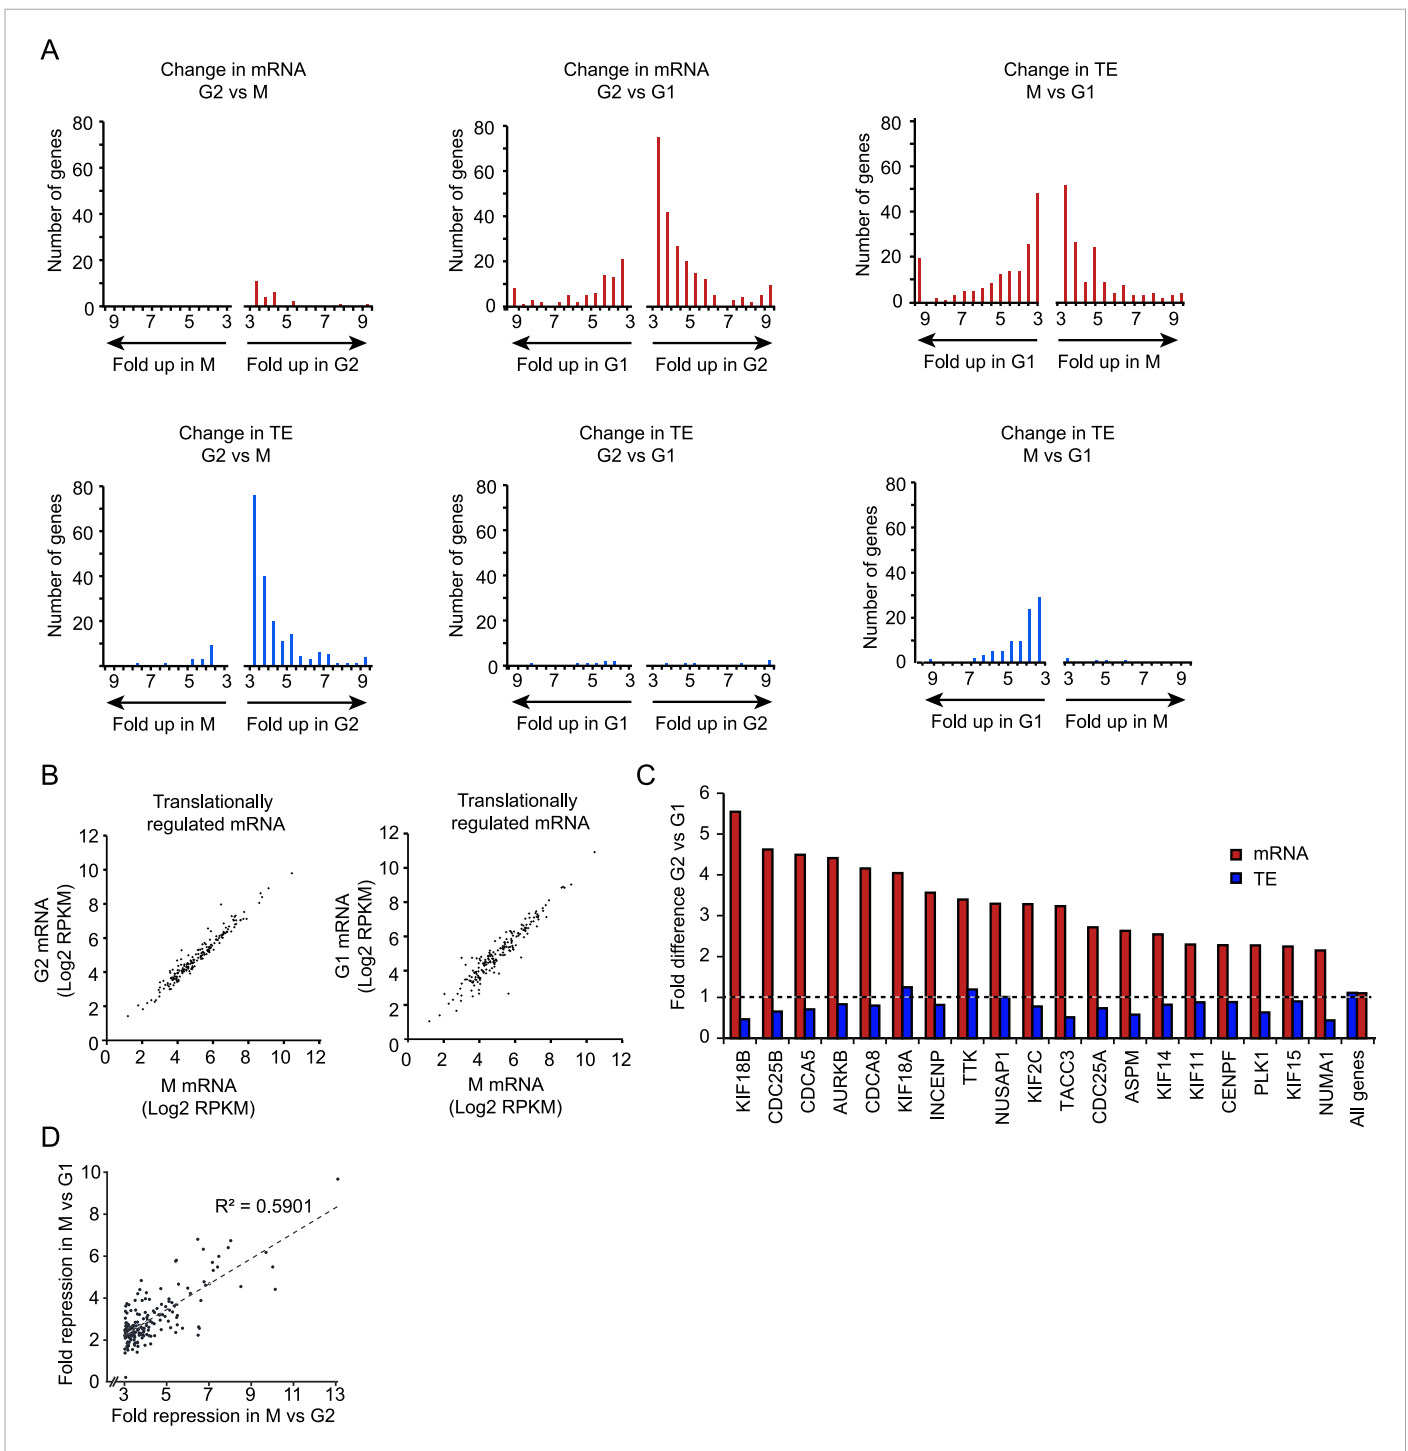 A
Change in mRNA
G2 vs M
Change in mRNA
G2 vs G1
Change in TE
M vs G1
Number of genes
80
60
40
20
0
9 7 5 3
3 5 7 9
Fold up in M
Fold up in G2
Number of genes
80
60
40
20
0
9 7 5 3
3 5 7 9
Fold up in G1
Fold up in G2
Number of genes
80
60
40
20
0
9 7 5 3
3 5 7 9
Fold up in G1
Fold up in M
Change in TE
G2 vs M
Change in TE
G2 vs G1
Change in TE
M vs G1
Number of genes
80
60
40
20
9 7 5 3
3 5 7 9
Fold up in M
Fold up in G2
Number of genes
80
60
40
20
0
9 7 5 3
3 5 7 9
Fold up in G1
Fold up in G2
Number of genes
80
60
40
20
0
9 7 5 3
3 5 7 9
Fold up in G1
Fold up in M
B
Translationally
regulated mRNA
G2 mRNA
(Log2 RPKM)
12
10
8
6
4
2
0
0 2 4 6 8 10 12
M mRNA
(Log2 RPKM)
Translationally
regulated mRNA
G1 mRNA
(Log2 RPKM)
12
10
8
6
4
2
0
0 2 4 6 8 10 12
M mRNA
(Log2 RPKM)
C
Fold difference G2 vs G1
6
5
4
3
2
1
0
mRNA
TE
KIF18B
CDC25B
CDCA5
AURKB
CDCA8
KIF18A
INCENP
TTK
NUSAP1
KIF2C
TACC3
CDC25A
ASPM
KIF14
KIF11
CENPF
PLK1
KIF15
NUMA1
All genes
D
Fold repression in M vs G1
10
8
6
4
2
0
R² = 0.5901
3 5 7 9 11 13
Fold repression in M vs G2